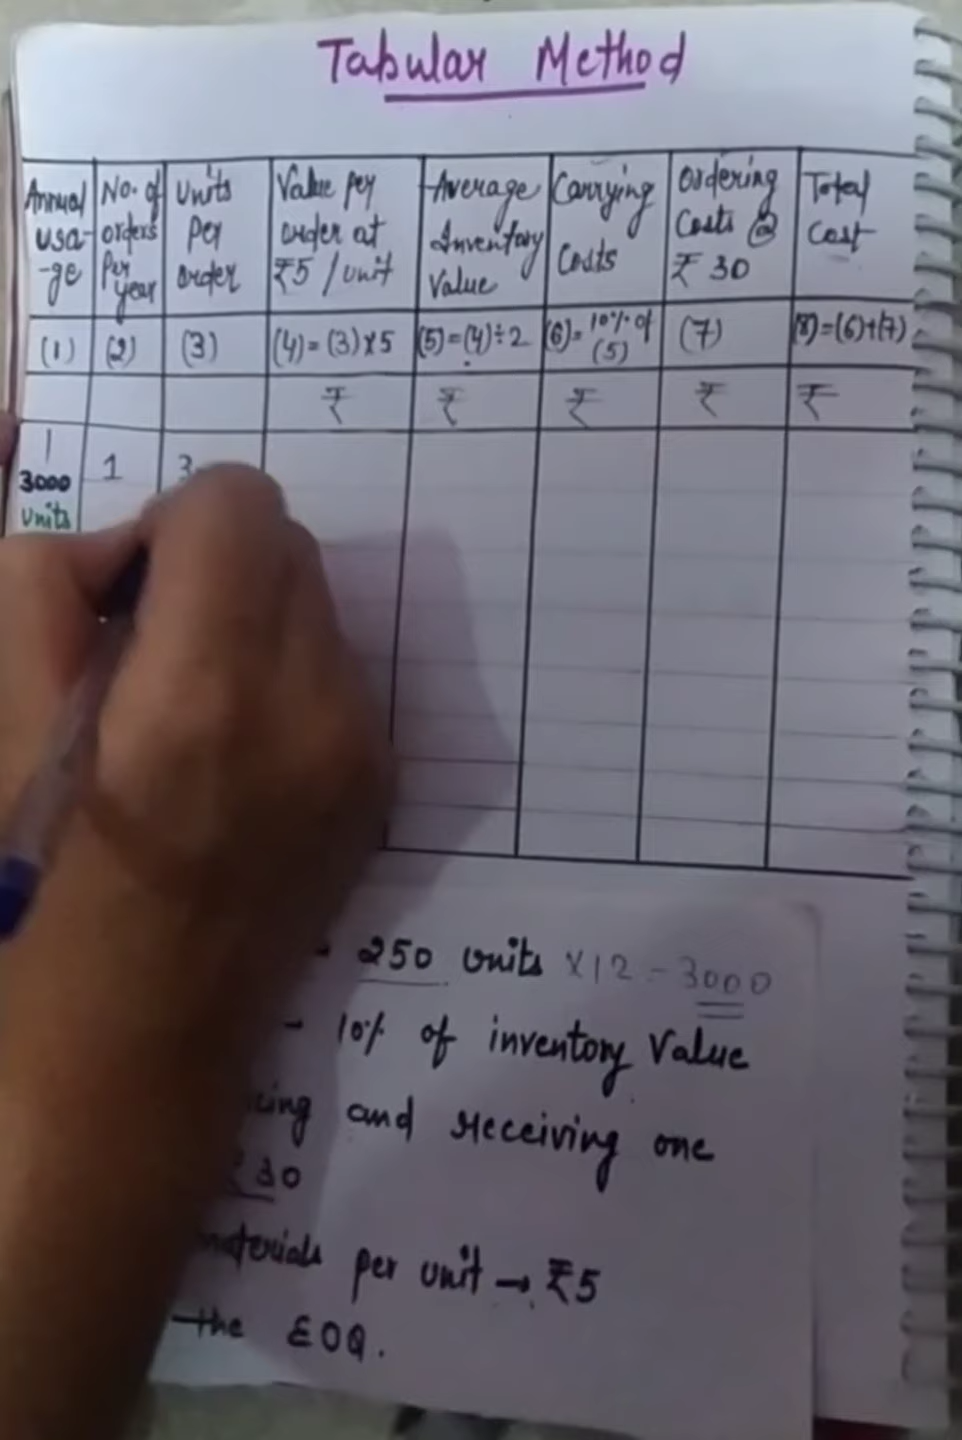 Tabular Method
Annual usa-ge
No. of orders Per year
Units Per order
Value per order at ₹5 / unit
Average Inventory Value
Carrying Costs
Ordering Costs @ ₹ 30
Total Cost
(1) (2) (3) (4) = (3) x 5 (5) = (4) ÷ 2 (6) = 10% of (5) (7) (8) = (6)+(7)
₹ ₹ ₹ ₹ ₹
3000 units 1 3
- 250 units x12 - 3000
- 10% of inventory Value
and receiving one
30
per unit → ₹5
the EOQ.